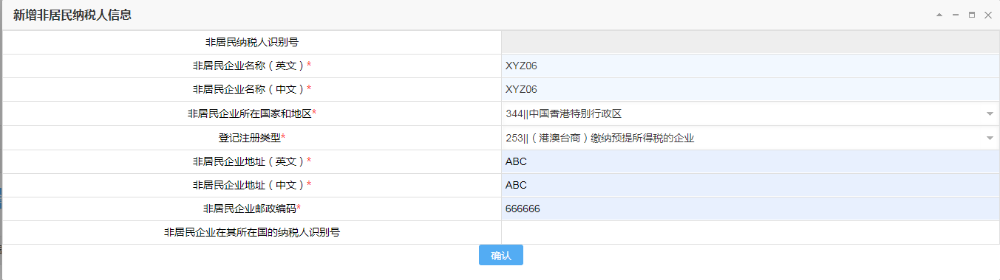 新增非居民纳税人信息
非居民纳税人识别号
非居民企业名称（英文）* XYZ06
非居民企业名称（中文）* XYZ06
非居民企业所在国家和地区* 344||中国香港特别行政区
登记注册类型* 253||（港澳台商）缴纳预提所得税的企业
非居民企业地址（英文）* ABC
非居民企业地址（中文）* ABC
非居民企业邮政编码* 666666
非居民企业在其所在国的纳税人识别号
确认